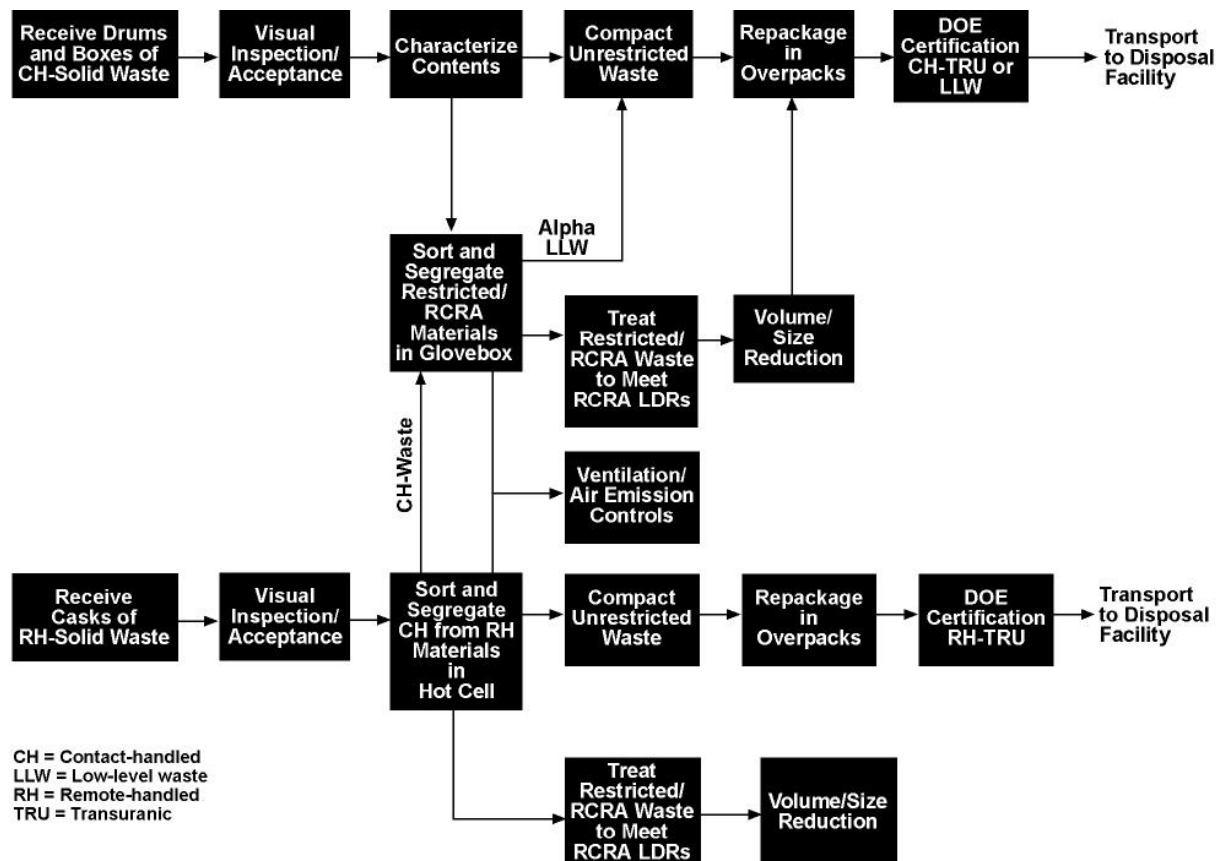 Receive Drums
and Boxes of
CH-Solid Waste
Visual
Inspection/
Acceptance
Characterize
Contents
Compact
Unrestricted
Waste
Repackage
in
Overpacks
DOE
Certification
CH-TRU or
LLW
Transport
to Disposal
Facility
Alpha
LLW
Sort and
Segregate
Restricted/
RCRA
Materials
in Glovebox
Treat
Restricted/
RCRA Waste
to Meet
RCRA LDRs
Volume/
Size
Reduction
CH-Waste
Ventilation/
Air Emission
Controls
Receive
Casks of
RH-Solid Waste
Visual
Inspection/
Acceptance
Sort and
Segregate
CH from RH
Materials
in
Hot Cell
Compact
Unrestricted
Waste
Repackage
in
Overpacks
DOE
Certification
RH-TRU
Transport
to Disposal
Facility
Treat
Restricted/
RCRA Waste
to Meet
RCRA LDRs
Volume/Size
Reduction
CH = Contact-handled
LLW = Low-level waste
RH = Remote-handled
TRU = Transuranic